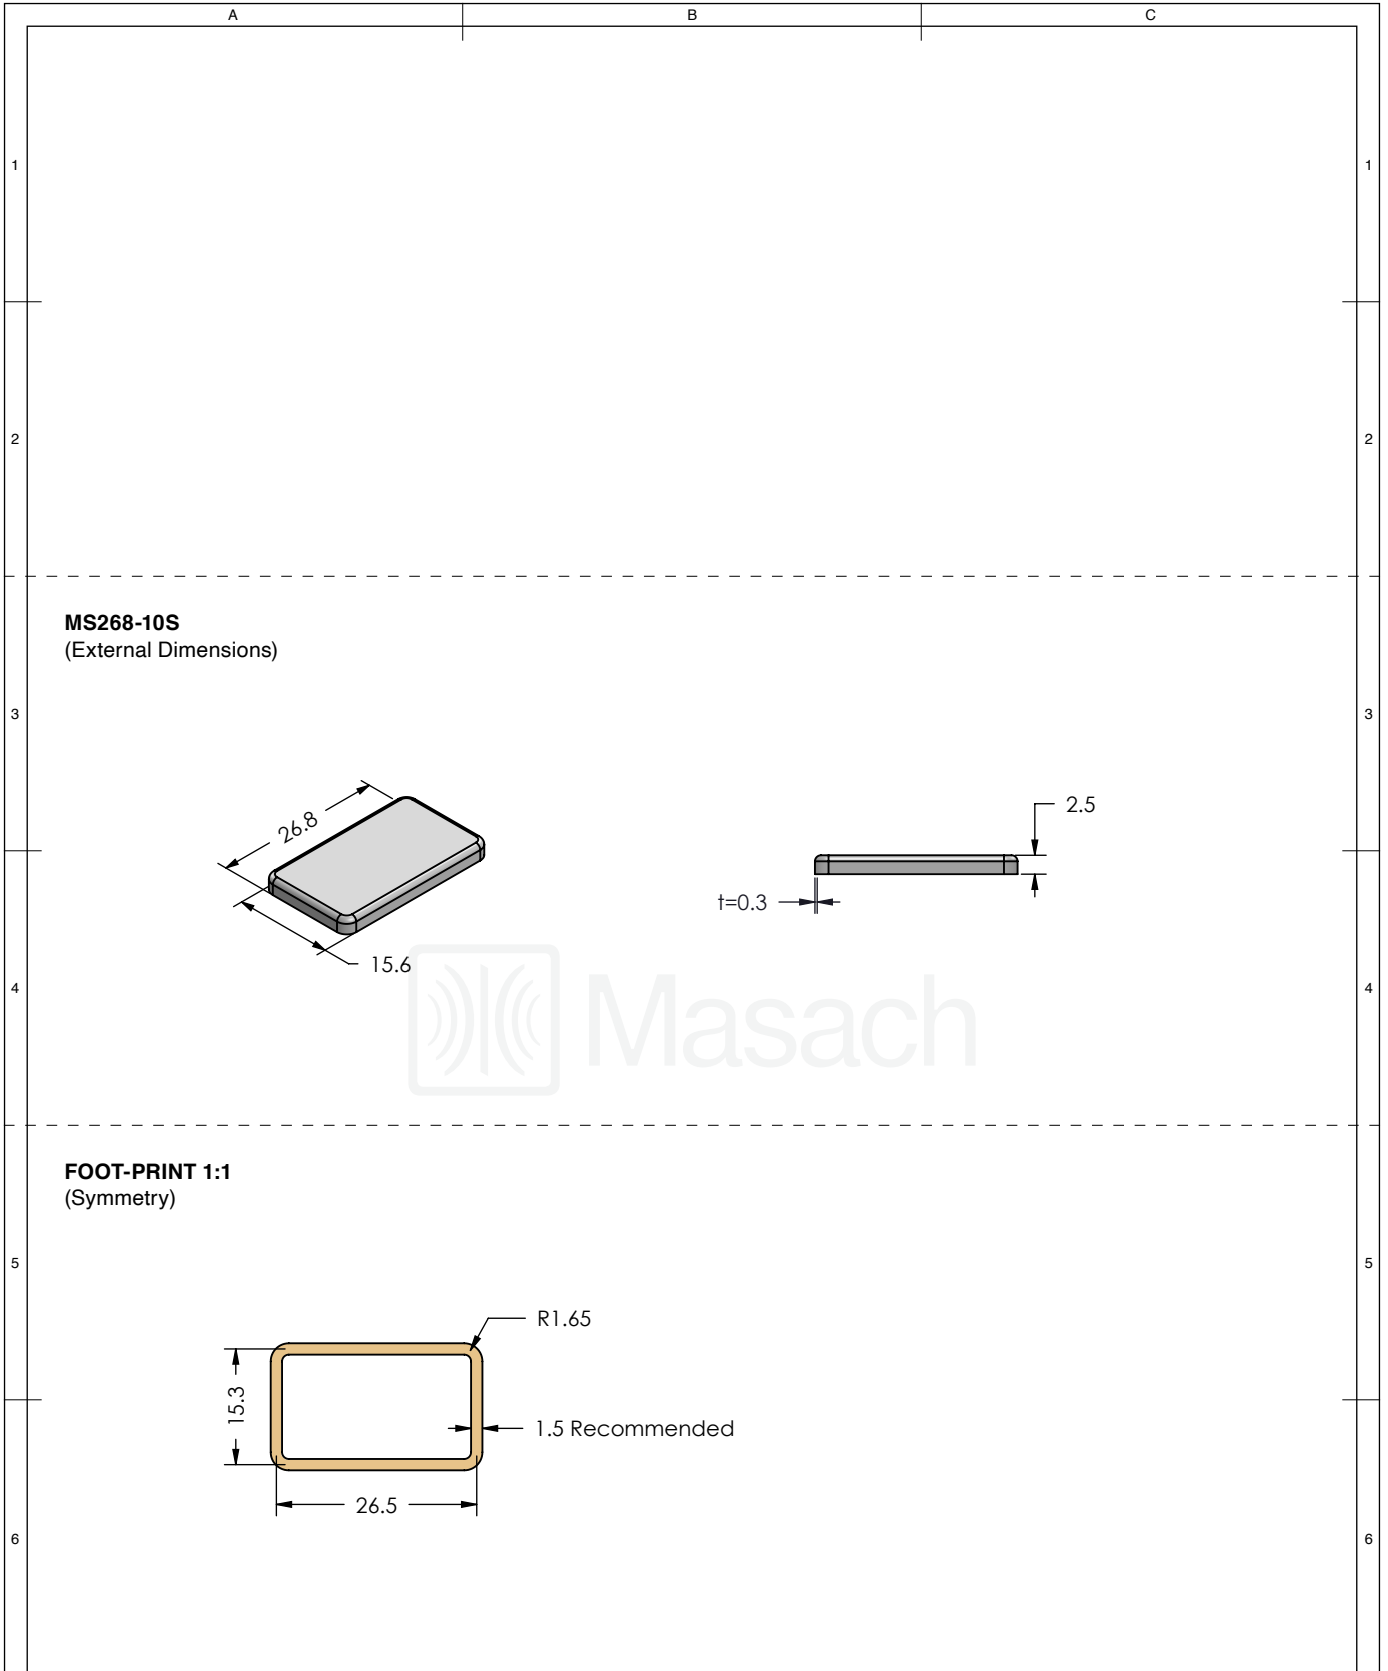 A
B
C
1
1
2
2
MS268-10S
(External Dimensions)
3
3
26.8
2.5
t=0.3
15.6
Masach
4
4
FOOT-PRINT 1:1
(Symmetry)
5
5
R1.65
15.3
1.5 Recommended
26.5
6
6